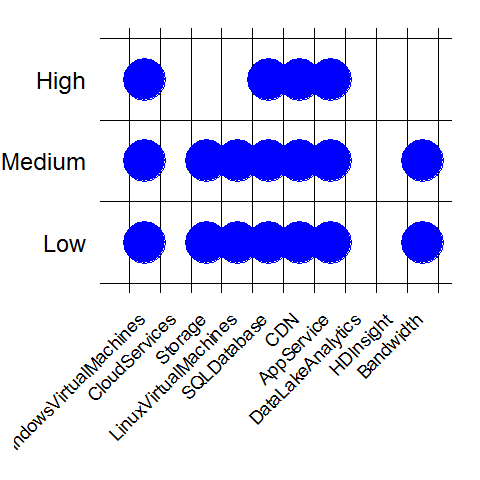 High
Medium
Low
ndowsVirtualMachines
CloudServices
Storage
LinuxVirtualMachines
SQLDatabase
CDN
AppService
DataLakeAnalytics
HDInsight
Bandwidth